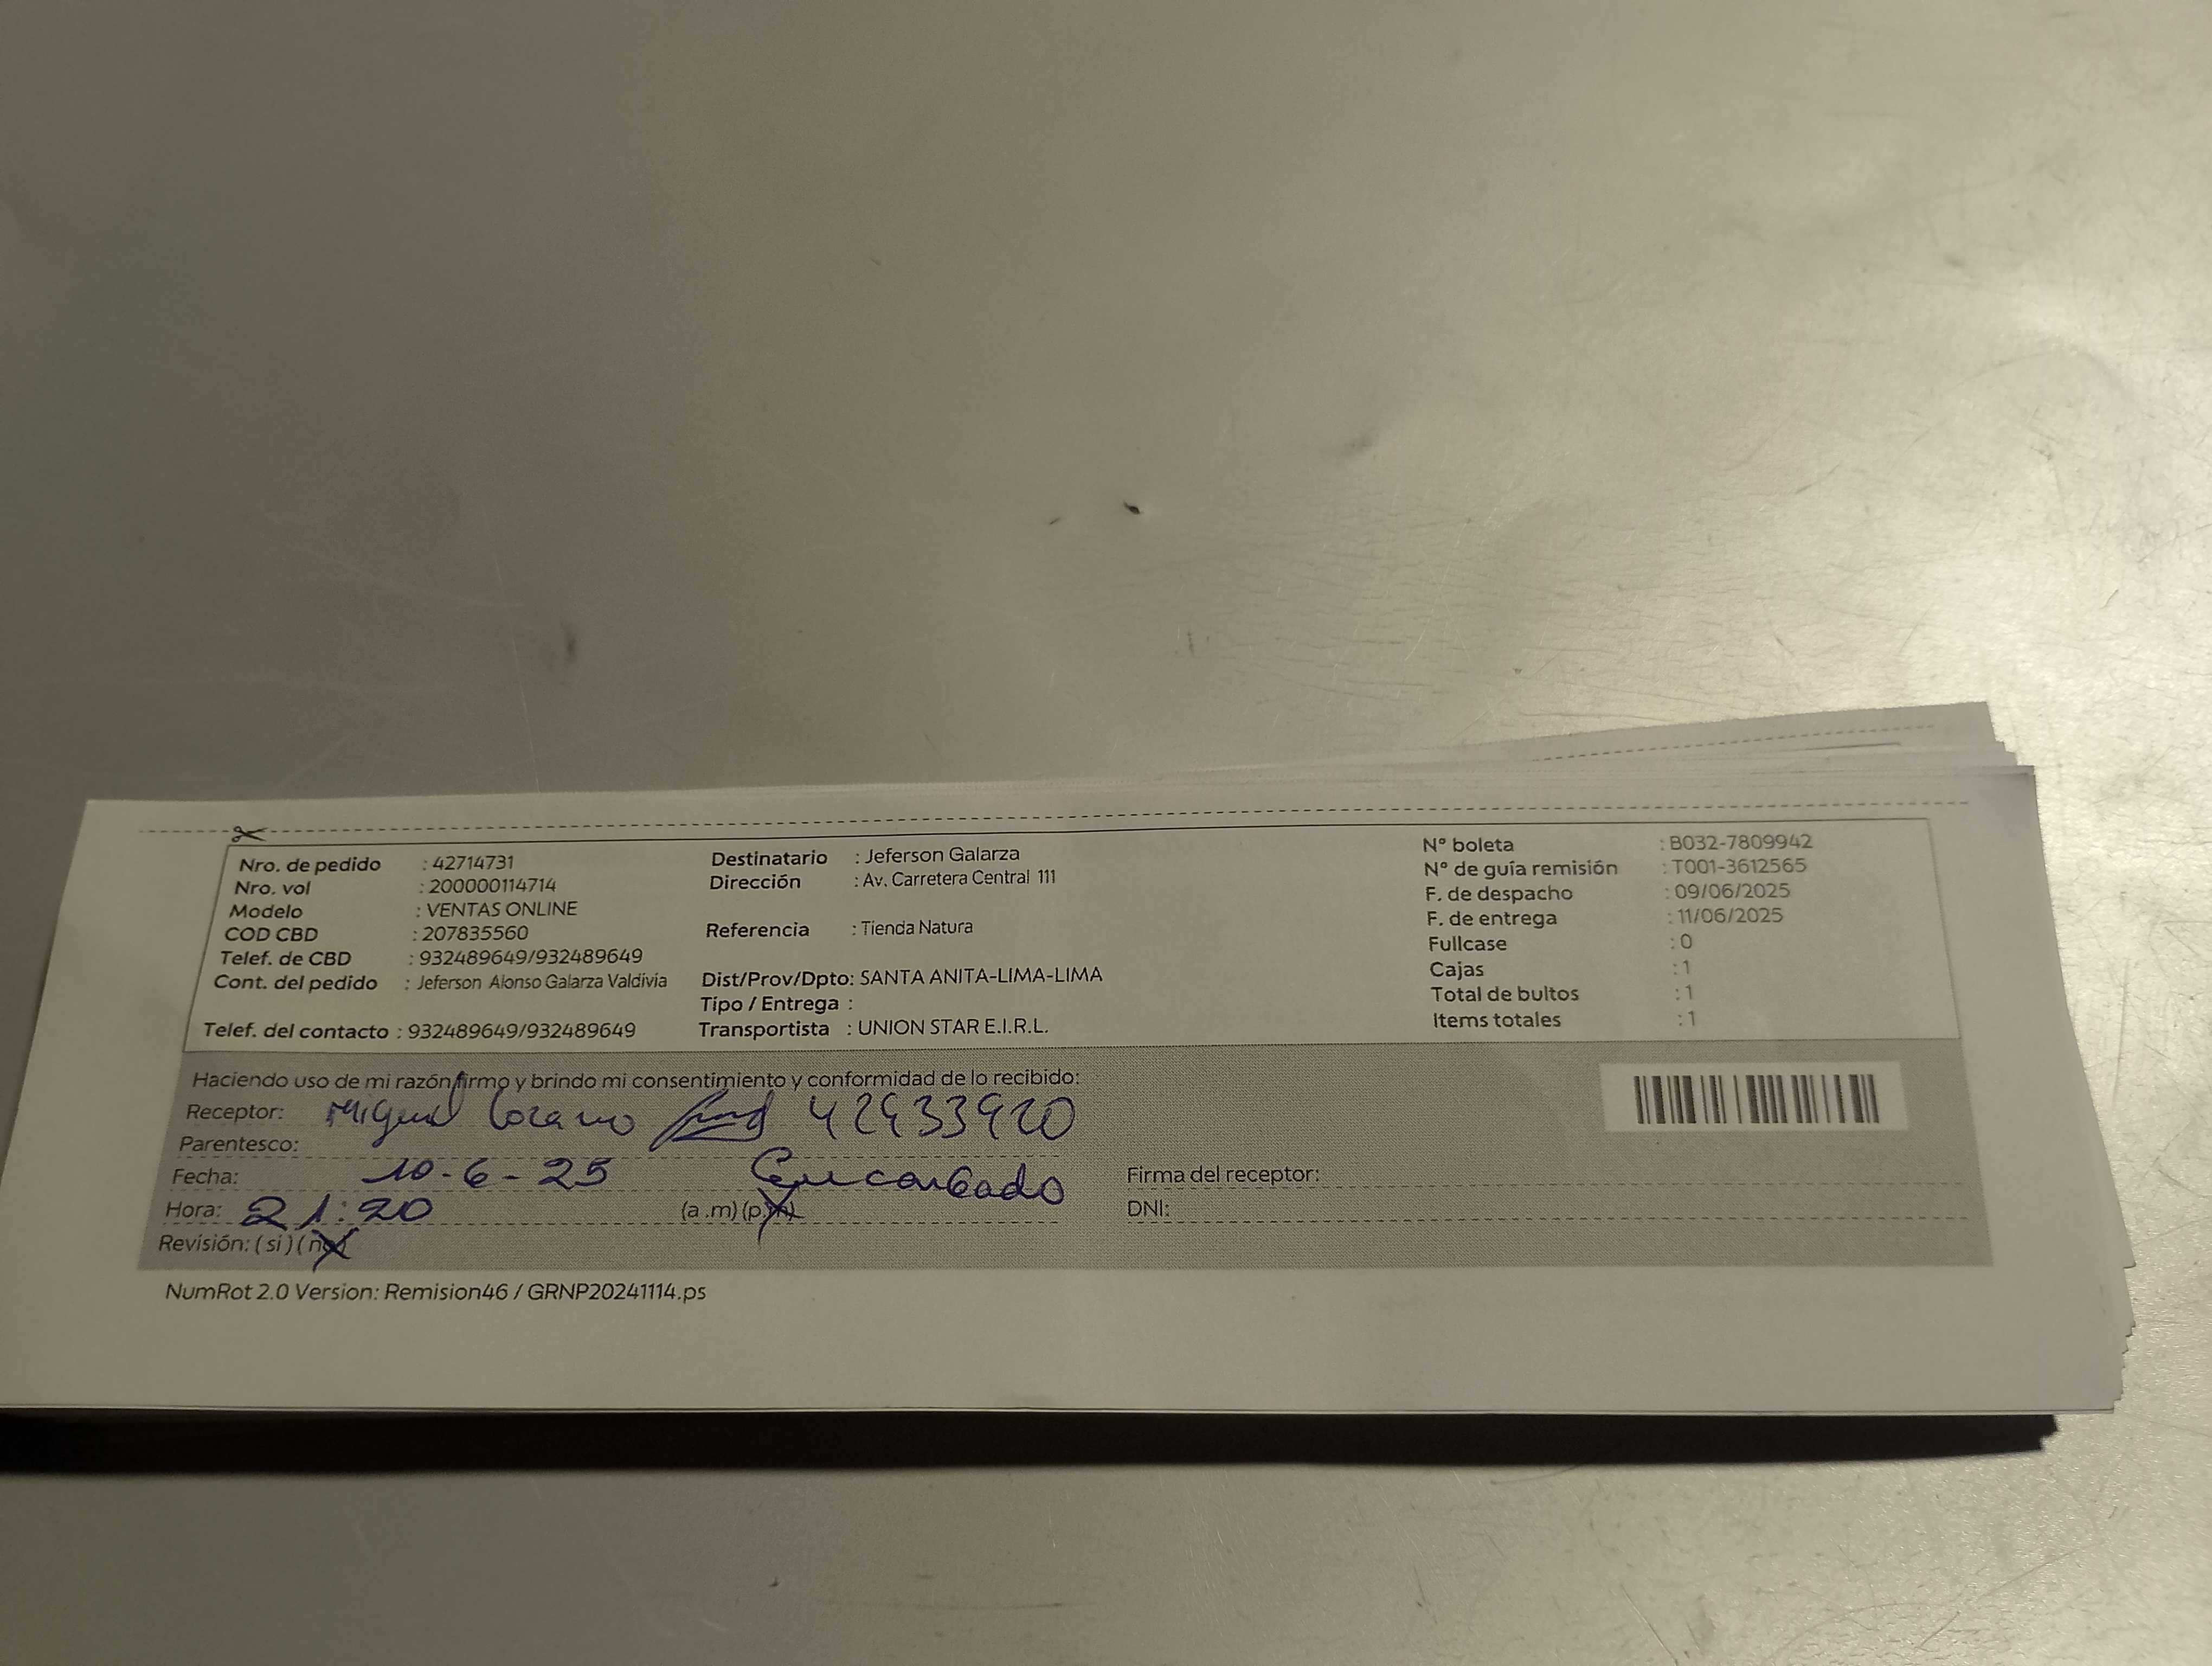 Nro. de pedido : 42714731
Nro. vol : 200000114714
Modelo : VENTAS ONLINE
COD CBD : 207835560
Telef. de CBD : 932489649/932489649
Cont. del pedido : Jeferson Alonso Galarza Valdivia
Telef. del contacto : 932489649/932489649
Destinatario : Jeferson Galarza
Dirección : Av. Carretera Central 111
Referencia : Tienda Natura
Dist/Prov/Dpto: SANTA ANITA-LIMA-LIMA
Tipo / Entrega :
Transportista : UNION STAR E.I.R.L.
N° boleta : B032-7809942
N° de guía remisión : T001-3612565
F. de despacho : 09/06/2025
F. de entrega : 11/06/2025
Fullcase : 0
Cajas : 1
Total de bultos : 1
Items totales : 1
Haciendo uso de mi razón firmo y brindo mi consentimiento y conformidad de lo recibido:
Receptor: Miguel Lozano 42933920
Parentesco:
Fecha: 10-6-25 Encargado
Hora: 21:20 (a .m) (p.m)
Revisión: ( si ) ( no )
Firma del receptor:
DNI:
NumRot 2.0 Version: Remision46 / GRNP20241114.ps